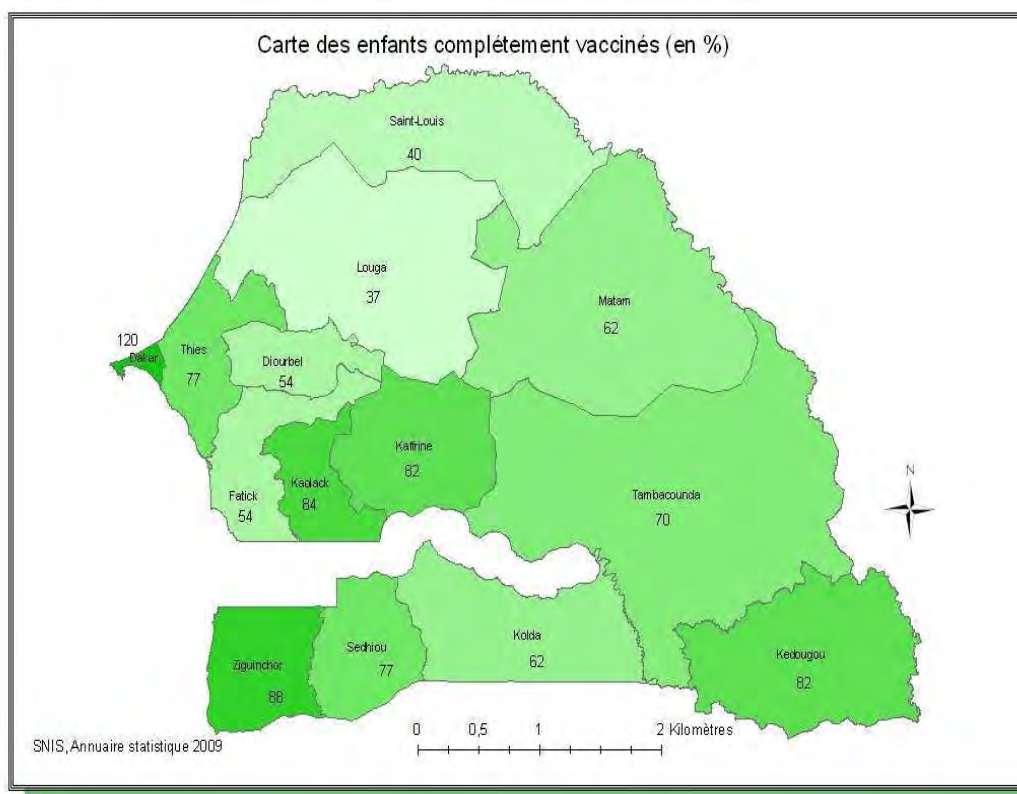 Carte des enfants complétement vaccinés (en %)
Saint-Louis
40
Louga
37
Matam
62
120
Dakar
Thies
77
Diourbel
54
Kaffrine
82
Kaolack
84
Fatick
54
Tambacounda
70
N
Ziguinchor
88
Sedhiou
77
Kolda
62
Kedougou
82
0 0,5 1 2 Kilomètres
SNIS, Annuaire statistique 2009